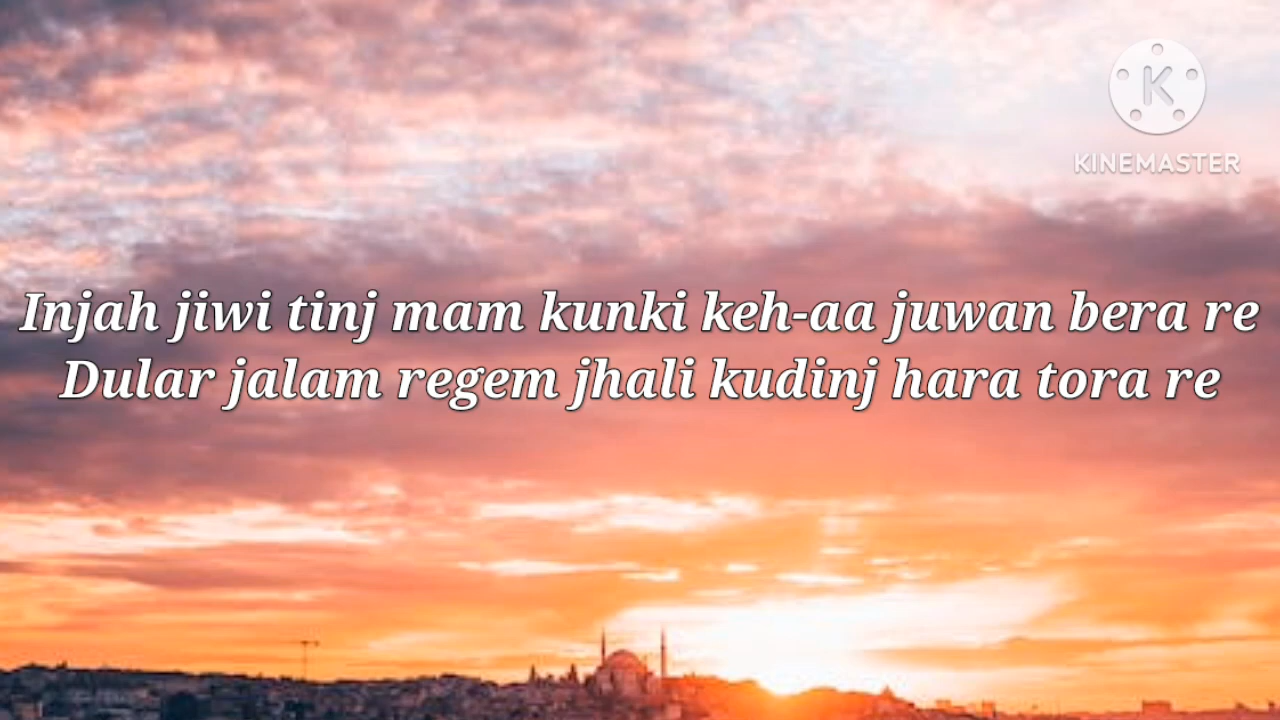 KINEMASTER
Injah jiwi tinj mam kunki keh-aa juwan bera re
Dular jalam regem jhali kudinj hara tora re